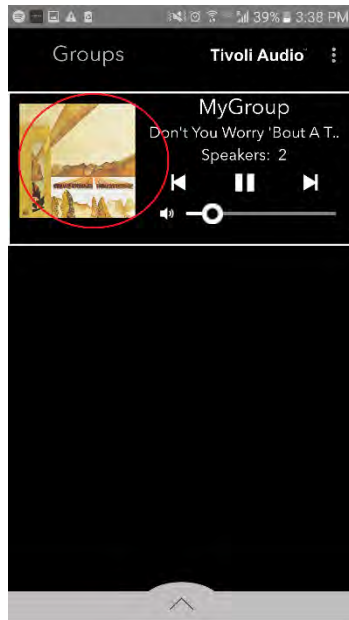 39% 3:38 PM
Groups
Tivoli Audio
MyGroup
Don't You Worry 'Bout A T..
Speakers: 2